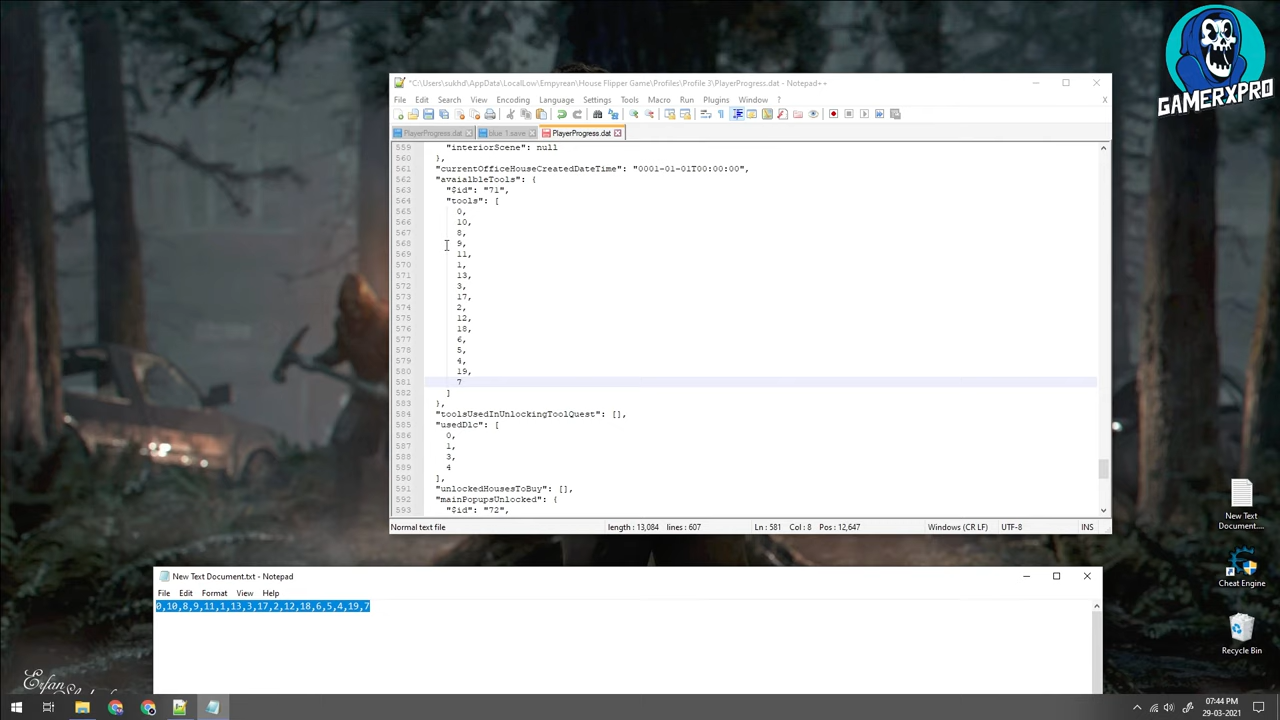 GAMERXPRO
*C:\Users\sukhd\AppData\LocalLow\Empyrean\House Flipper Game\Profiles\Profile 3\PlayerProgress.dat - Notepad++
File Edit Search View Encoding Language Settings Tools Macro Run Plugins Window ? X
PlayerProgress.dat blue 1.save PlayerProgress.dat
559 "interiorScene": null
560 },
561 "currentOfficeHouseCreatedDateTime": "0001-01-01T00:00:00",
562 "avaialbleTools": {
563 "$id": "71",
564 "tools": [
565 0,
566 10,
567 8,
568 9,
569 11,
570 1,
571 13,
572 3,
573 17,
574 2,
575 12,
576 18,
577 6,
578 5,
579 4,
580 19,
581 7
582 ]
583 },
584 "toolsUsedInUnlockingToolQuest": [],
585 "usedDlc": [
586 0,
587 1,
588 3,
589 4
590 ],
591 "unlockedHousesToBuy": [],
592 "mainPopupsUnlocked": {
593 "$id": "72",
Normal text file length : 13,084 lines : 607 Ln : 581 Col : 8 Pos : 12,647 Windows (CR LF) UTF-8 INS
New Text
Document....
Cheat Engine
Recycle Bin
New Text Document.txt - Notepad
File Edit Format View Help
0,10,8,9,11,1,13,3,17,2,12,18,6,5,4,19,7
Erfan
07:44 PM
29-03-2021